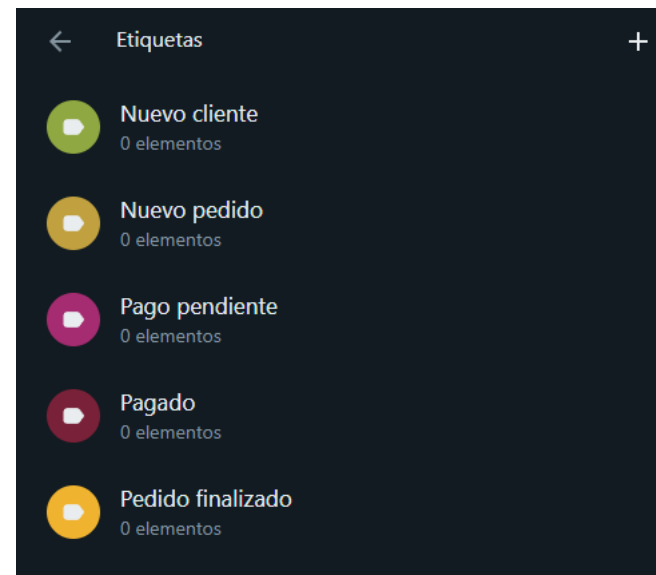 Etiquetas
Nuevo cliente
0 elementos
Nuevo pedido
0 elementos
Pago pendiente
0 elementos
Pagado
0 elementos
Pedido finalizado
0 elementos